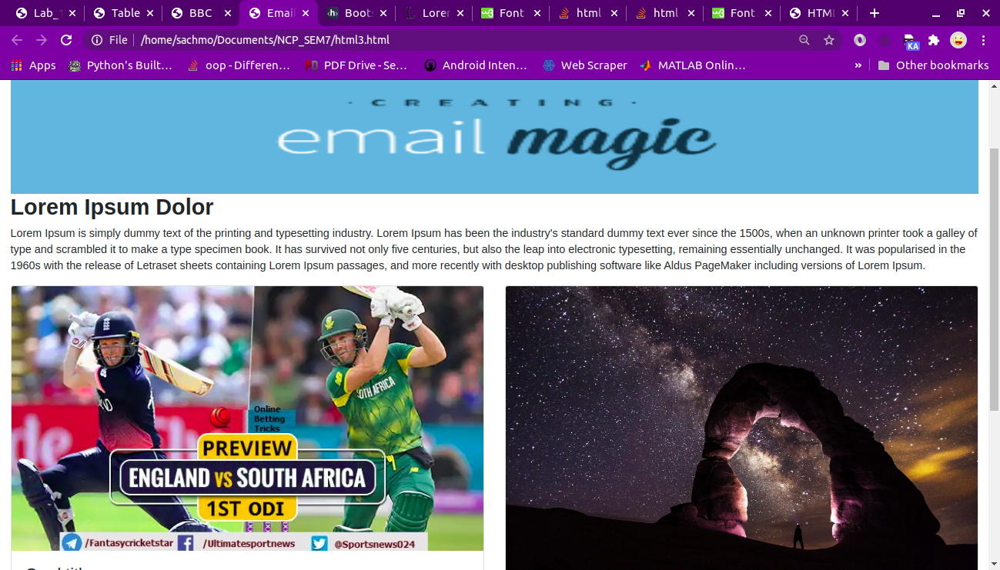 Lab_1
Table
BBC
Email
Boots
Lorem
Font
html
html
Font
HTML
File
/home/sachmo/Documents/NCP_SEM7/html3.html
KA
Apps
Python's Built…
oop - Differen…
PDF Drive - Se…
Android Inten…
Web Scraper
MATLAB Onlin…
»
Other bookmarks
· CREATING ·
email magic
Lorem Ipsum Dolor
Lorem Ipsum is simply dummy text of the printing and typesetting industry. Lorem Ipsum has been the industry's standard dummy text ever since the 1500s, when an unknown printer took a galley of
type and scrambled it to make a type specimen book. It has survived not only five centuries, but also the leap into electronic typesetting, remaining essentially unchanged. It was popularised in the
1960s with the release of Letraset sheets containing Lorem Ipsum passages, and more recently with desktop publishing software like Aldus PageMaker including versions of Lorem Ipsum.
SOUTH AFRICA
Online
Betting
Tricks
PREVIEW
ENGLAND VS SOUTH AFRICA
1ST ODI
/Fantasycricketstar
/Ultimatesportnews
@Sportsnews024